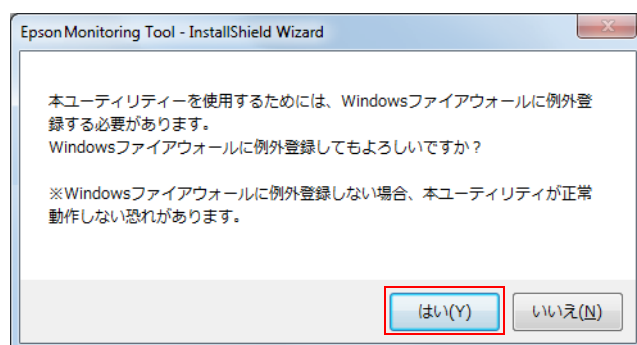 Epson Monitoring Tool - InstallShield Wizard
本ユーティリティーを使用するためには、Windowsファイアウォールに例外登
録する必要があります。
Windowsファイアウォールに例外登録してもよろしいですか？
※Windowsファイアウォールに例外登録しない場合、本ユーティリティが正常
動作しない恐れがあります。
はい(Y)
いいえ(N)